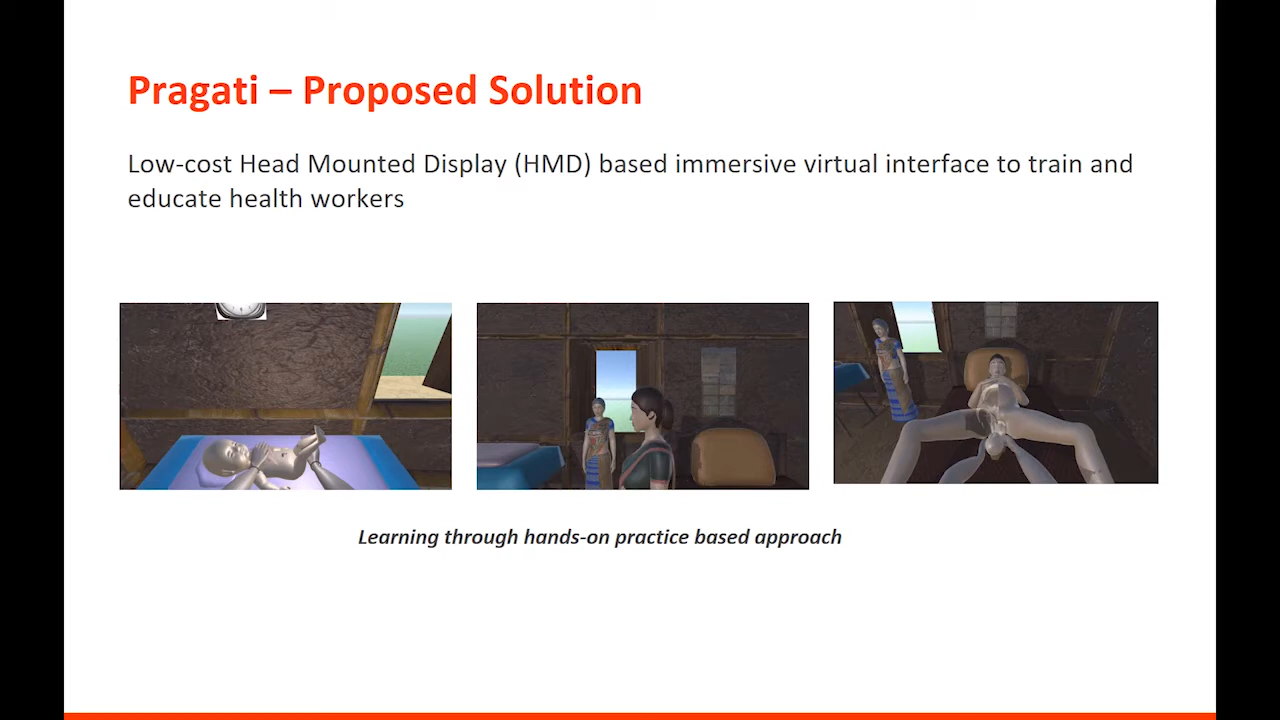 Pragati – Proposed Solution
Low-cost Head Mounted Display (HMD) based immersive virtual interface to train and
educate health workers
Learning through hands-on practice based approach